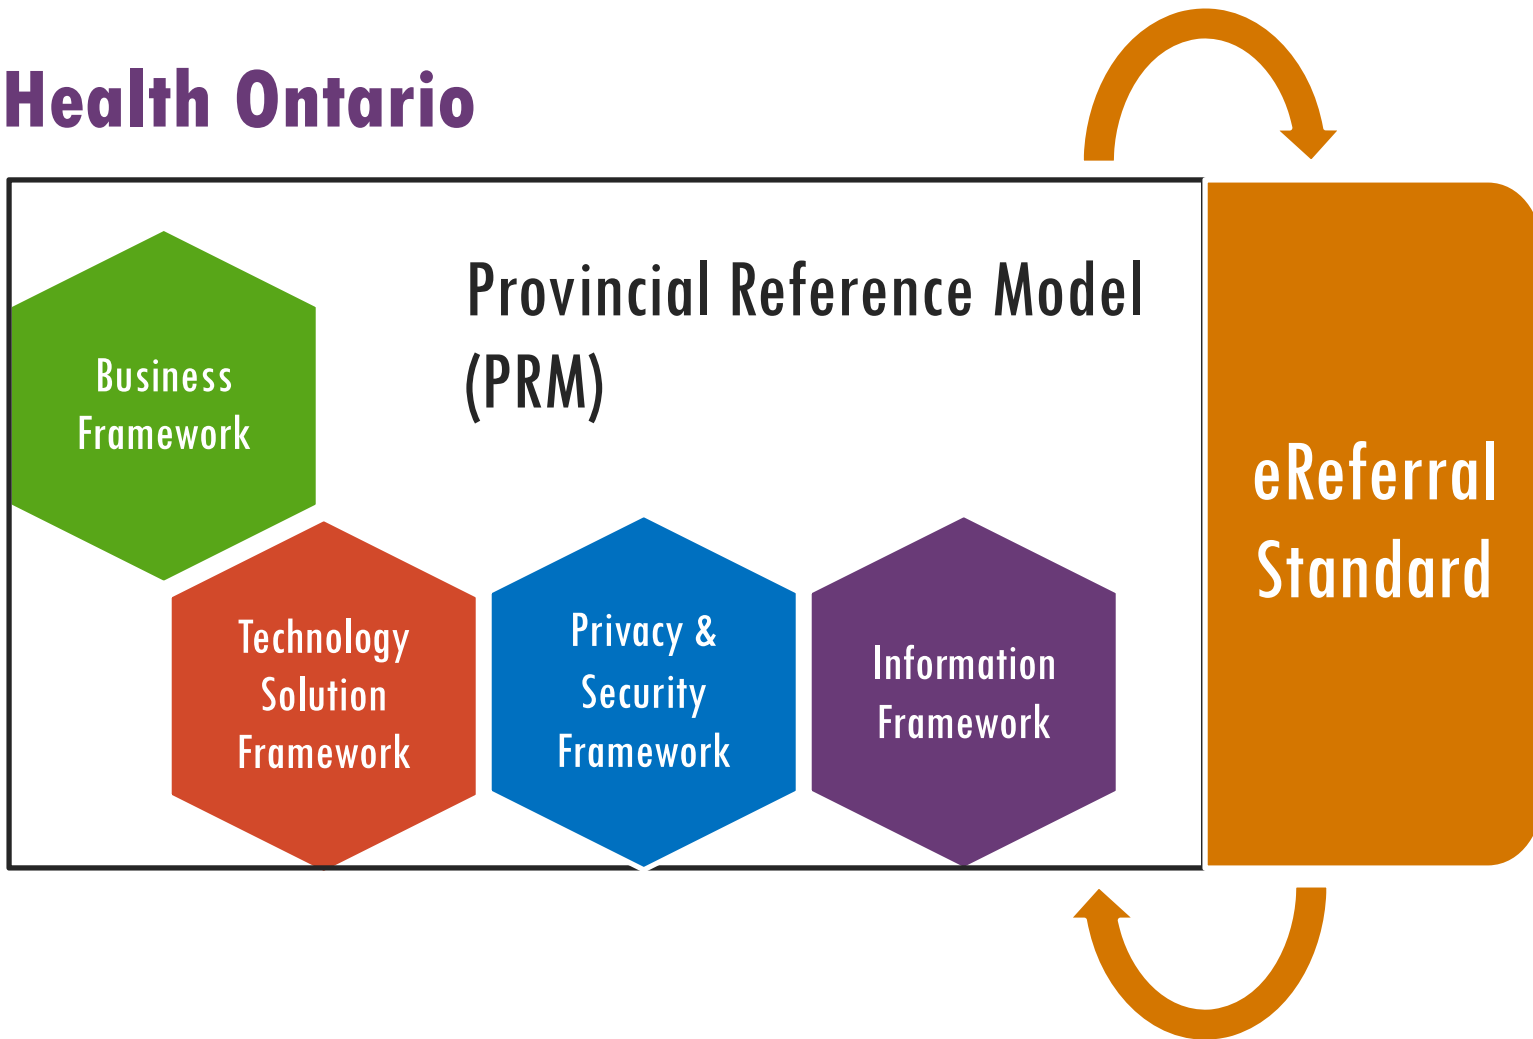 Health Ontario
Provincial Reference Model
(PRM)
Business
Framework
Technology
Solution
Framework
Privacy &
Security
Framework
Information
Framework
eReferral
Standard